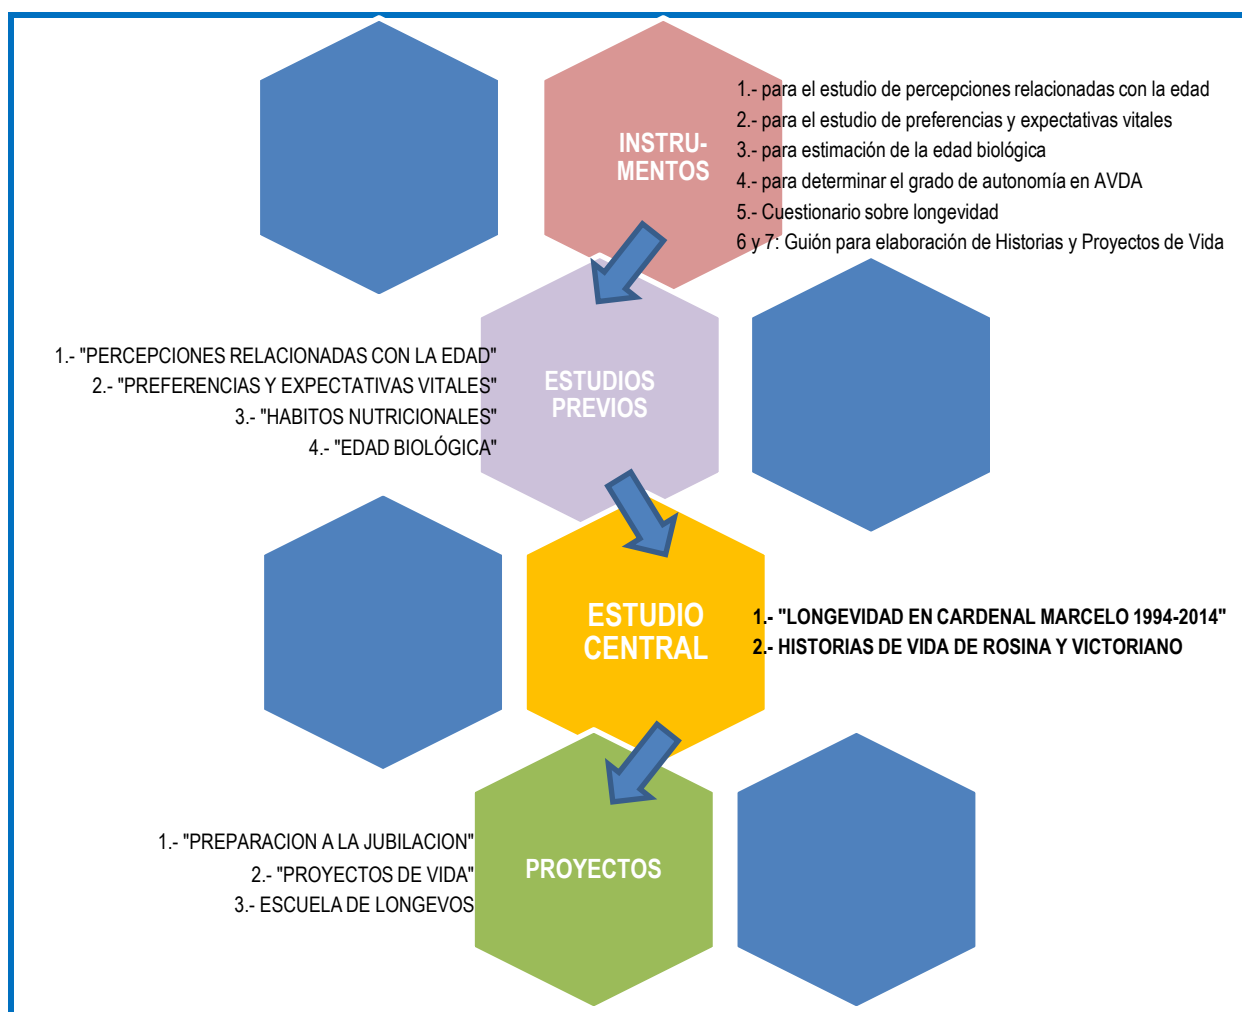 INSTRU-
MENTOS
1.- para el estudio de percepciones relacionadas con la edad
2.- para el estudio de preferencias y expectativas vitales
3.- para estimación de la edad biológica
4.- para determinar el grado de autonomía en AVDA
5.- Cuestionario sobre longevidad
6 y 7: Guión para elaboración de Historias y Proyectos de Vida
1.- "PERCEPCIONES RELACIONADAS CON LA EDAD"
2.- "PREFERENCIAS Y EXPECTATIVAS VITALES"
3.- "HABITOS NUTRICIONALES"
4.- "EDAD BIOLÓGICA"
ESTUDIOS
PREVIOS
ESTUDIO
CENTRAL
1.- "LONGEVIDAD EN CARDENAL MARCELO 1994-2014"
2.- HISTORIAS DE VIDA DE ROSINA Y VICTORIANO
1.- "PREPARACION A LA JUBILACION"
2.- "PROYECTOS DE VIDA"
3.- ESCUELA DE LONGEVOS
PROYECTOS